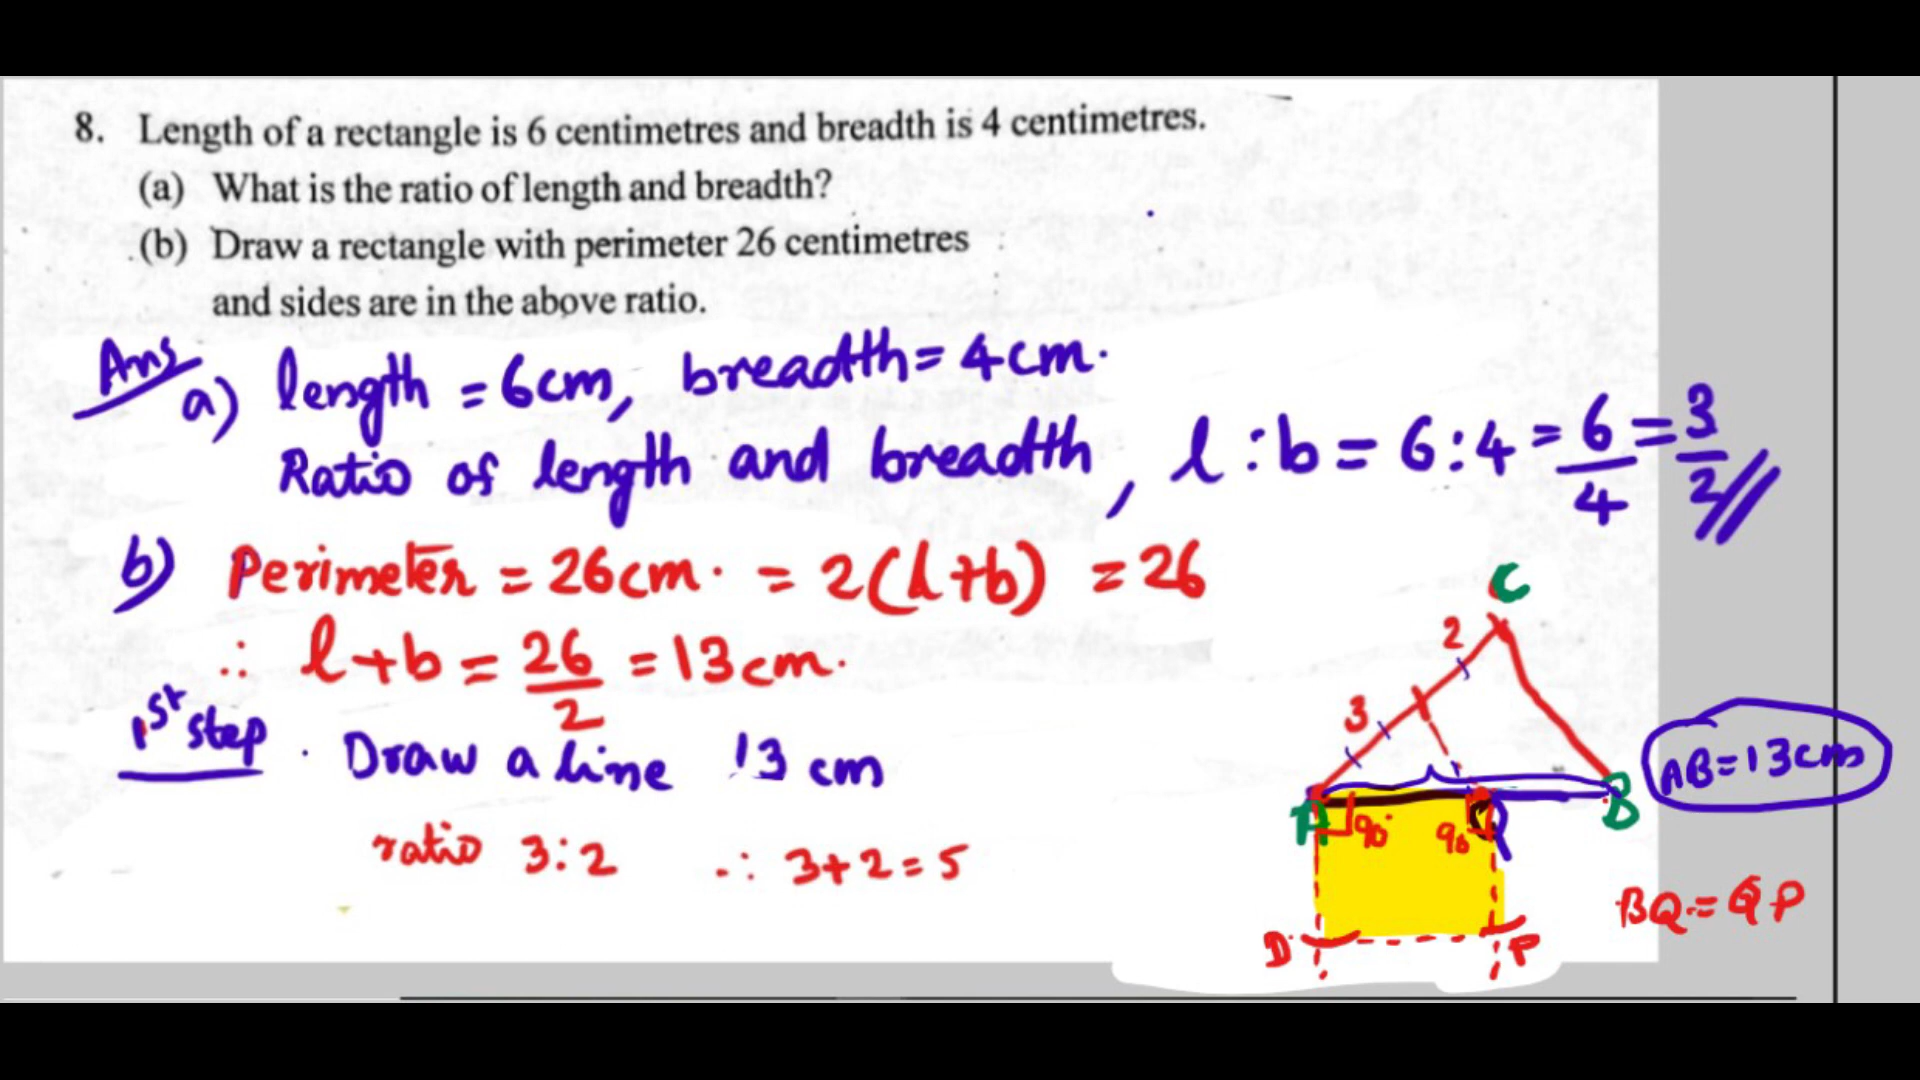 8. Length of a rectangle is 6 centimetres and breadth is 4 centimetres.
(a) What is the ratio of length and breadth?
(b) Draw a rectangle with perimeter 26 centimetres
and sides are in the above ratio.
Ans
a) length = 6cm, breadth = 4cm.
Ratio of length and breadth, l : b = 6 : 4 = 6/4 = 3/2 //
b) Perimeter = 26cm. = 2(l+b) = 26
∴ l + b = 26/2 = 13cm.
1st step . Draw a line 13 cm
ratio 3:2 ∴ 3+2=5
C
2
3
A
B
AB=13cm
90°
90
Q
BQ = QP
D
P